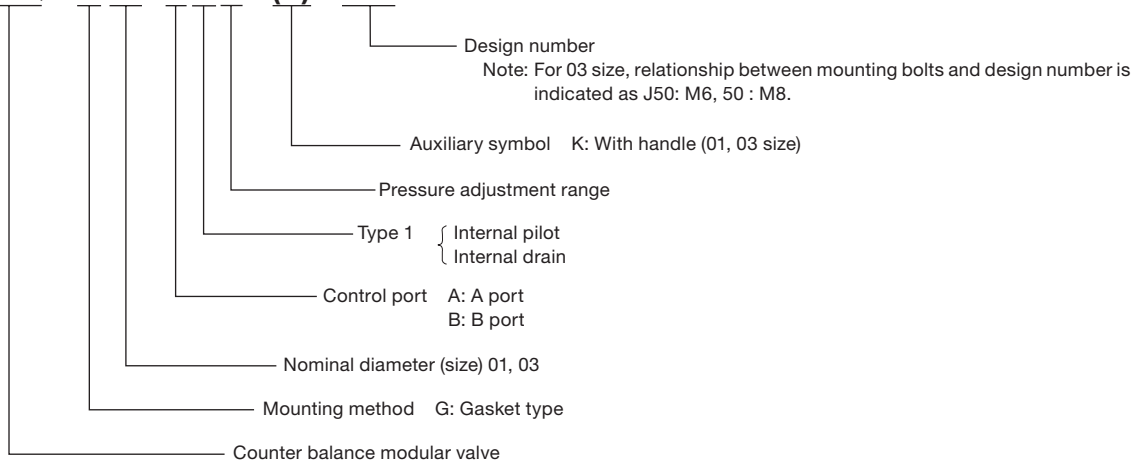 Design number
Note: For 03 size, relationship between mounting bolts and design number is
indicated as J50: M6, 50 : M8.
Auxiliary symbol K: With handle (01, 03 size)
Pressure adjustment range
Type 1 Internal pilot
Internal drain
Control port A: A port
B: B port
Nominal diameter (size) 01, 03
Mounting method G: Gasket type
Counter balance modular valve